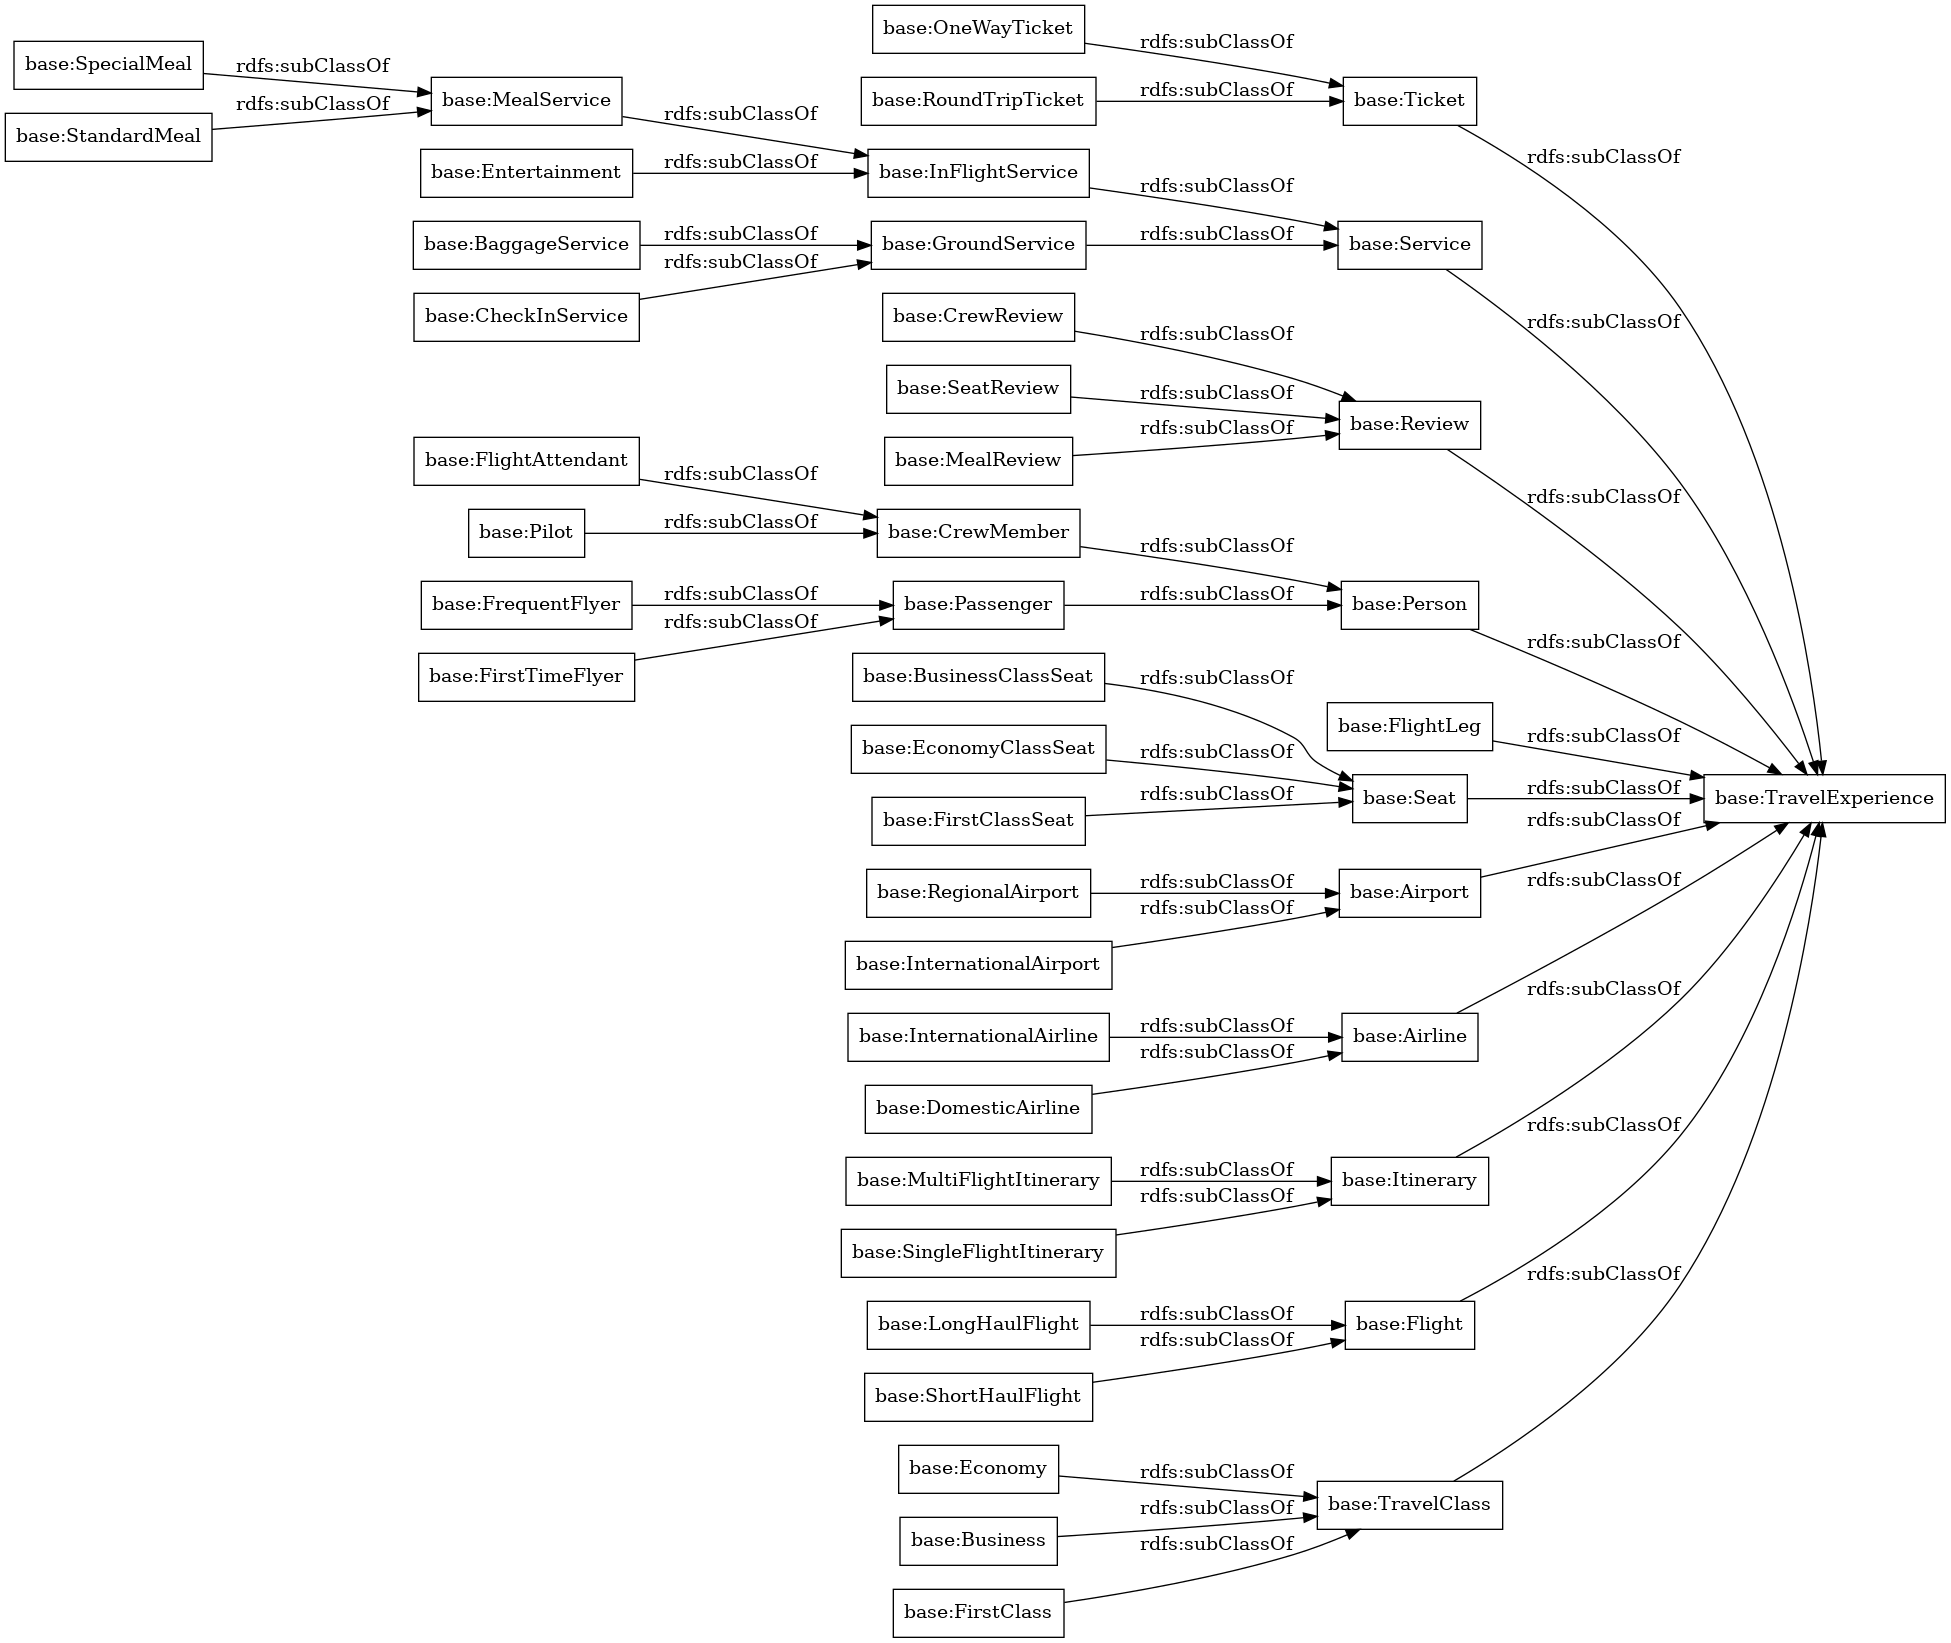 base:OneWayTicket
rdfs:subClassOf
base:SpecialMeal
rdfs:subClassOf
base:MealService
base:RoundTripTicket
rdfs:subClassOf
base:Ticket
base:StandardMeal
rdfs:subClassOf
rdfs:subClassOf
rdfs:subClassOf
base:Entertainment
rdfs:subClassOf
base:InFlightService
rdfs:subClassOf
base:BaggageService
rdfs:subClassOf
base:GroundService
rdfs:subClassOf
base:Service
rdfs:subClassOf
base:CheckInService
base:CrewReview
rdfs:subClassOf
rdfs:subClassOf
base:SeatReview
rdfs:subClassOf
base:Review
base:MealReview
rdfs:subClassOf
base:FlightAttendant
rdfs:subClassOf
rdfs:subClassOf
base:Pilot
rdfs:subClassOf
base:CrewMember
rdfs:subClassOf
base:FrequentFlyer
rdfs:subClassOf
base:Passenger
rdfs:subClassOf
base:Person
rdfs:subClassOf
rdfs:subClassOf
base:FirstTimeFlyer
base:BusinessClassSeat
rdfs:subClassOf
base:FlightLeg
rdfs:subClassOf
base:EconomyClassSeat
rdfs:subClassOf
base:Seat
rdfs:subClassOf
base:TravelExperience
base:FirstClassSeat
rdfs:subClassOf
rdfs:subClassOf
base:RegionalAirport
rdfs:subClassOf
base:Airport
rdfs:subClassOf
rdfs:subClassOf
base:InternationalAirport
rdfs:subClassOf
base:InternationalAirline
rdfs:subClassOf
base:Airline
rdfs:subClassOf
base:DomesticAirline
rdfs:subClassOf
base:MultiFlightItinerary
rdfs:subClassOf
base:Itinerary
rdfs:subClassOf
base:SingleFlightItinerary
rdfs:subClassOf
base:LongHaulFlight
rdfs:subClassOf
base:Flight
rdfs:subClassOf
base:ShortHaulFlight
base:Economy
rdfs:subClassOf
base:TravelClass
rdfs:subClassOf
base:Business
rdfs:subClassOf
base:FirstClass